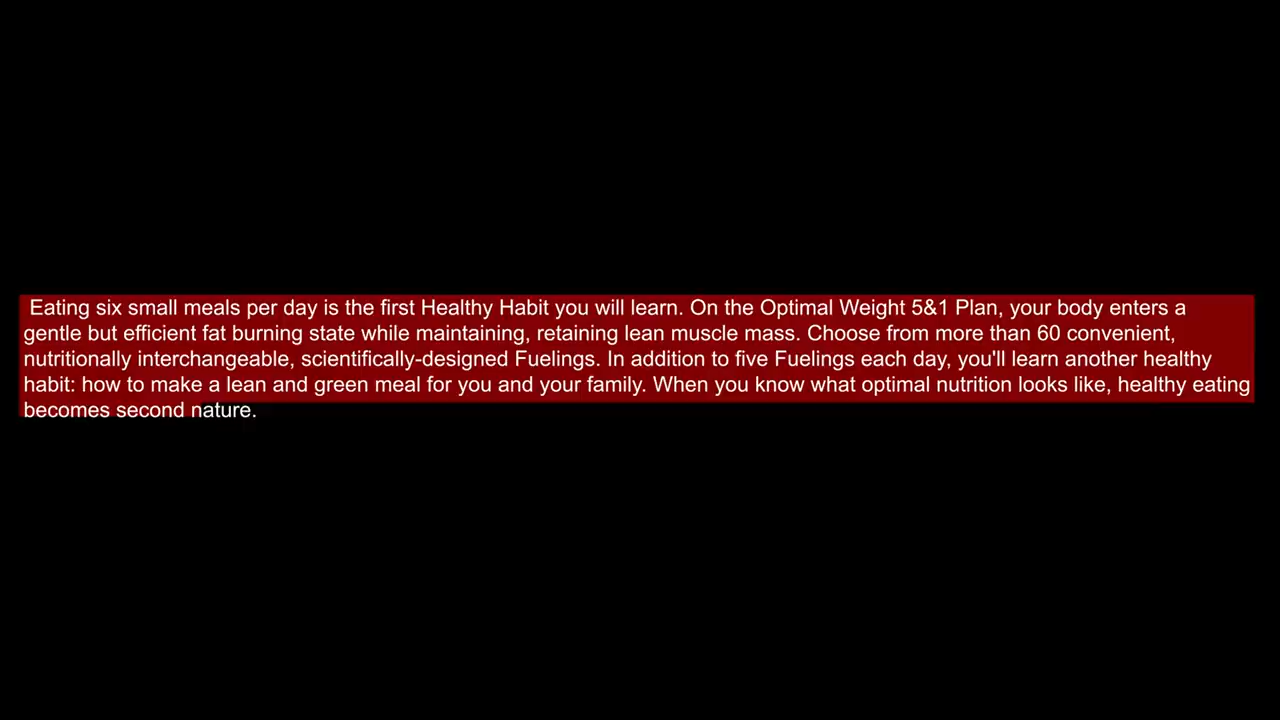 Eating six small meals per day is the first Healthy Habit you will learn. On the Optimal Weight 5&1 Plan, your body enters a
gentle but efficient fat burning state while maintaining, retaining lean muscle mass. Choose from more than 60 convenient,
nutritionally interchangeable, scientifically-designed Fuelings. In addition to five Fuelings each day, you'll learn another healthy
habit: how to make a lean and green meal for you and your family. When you know what optimal nutrition looks like, healthy eating
becomes second nature.